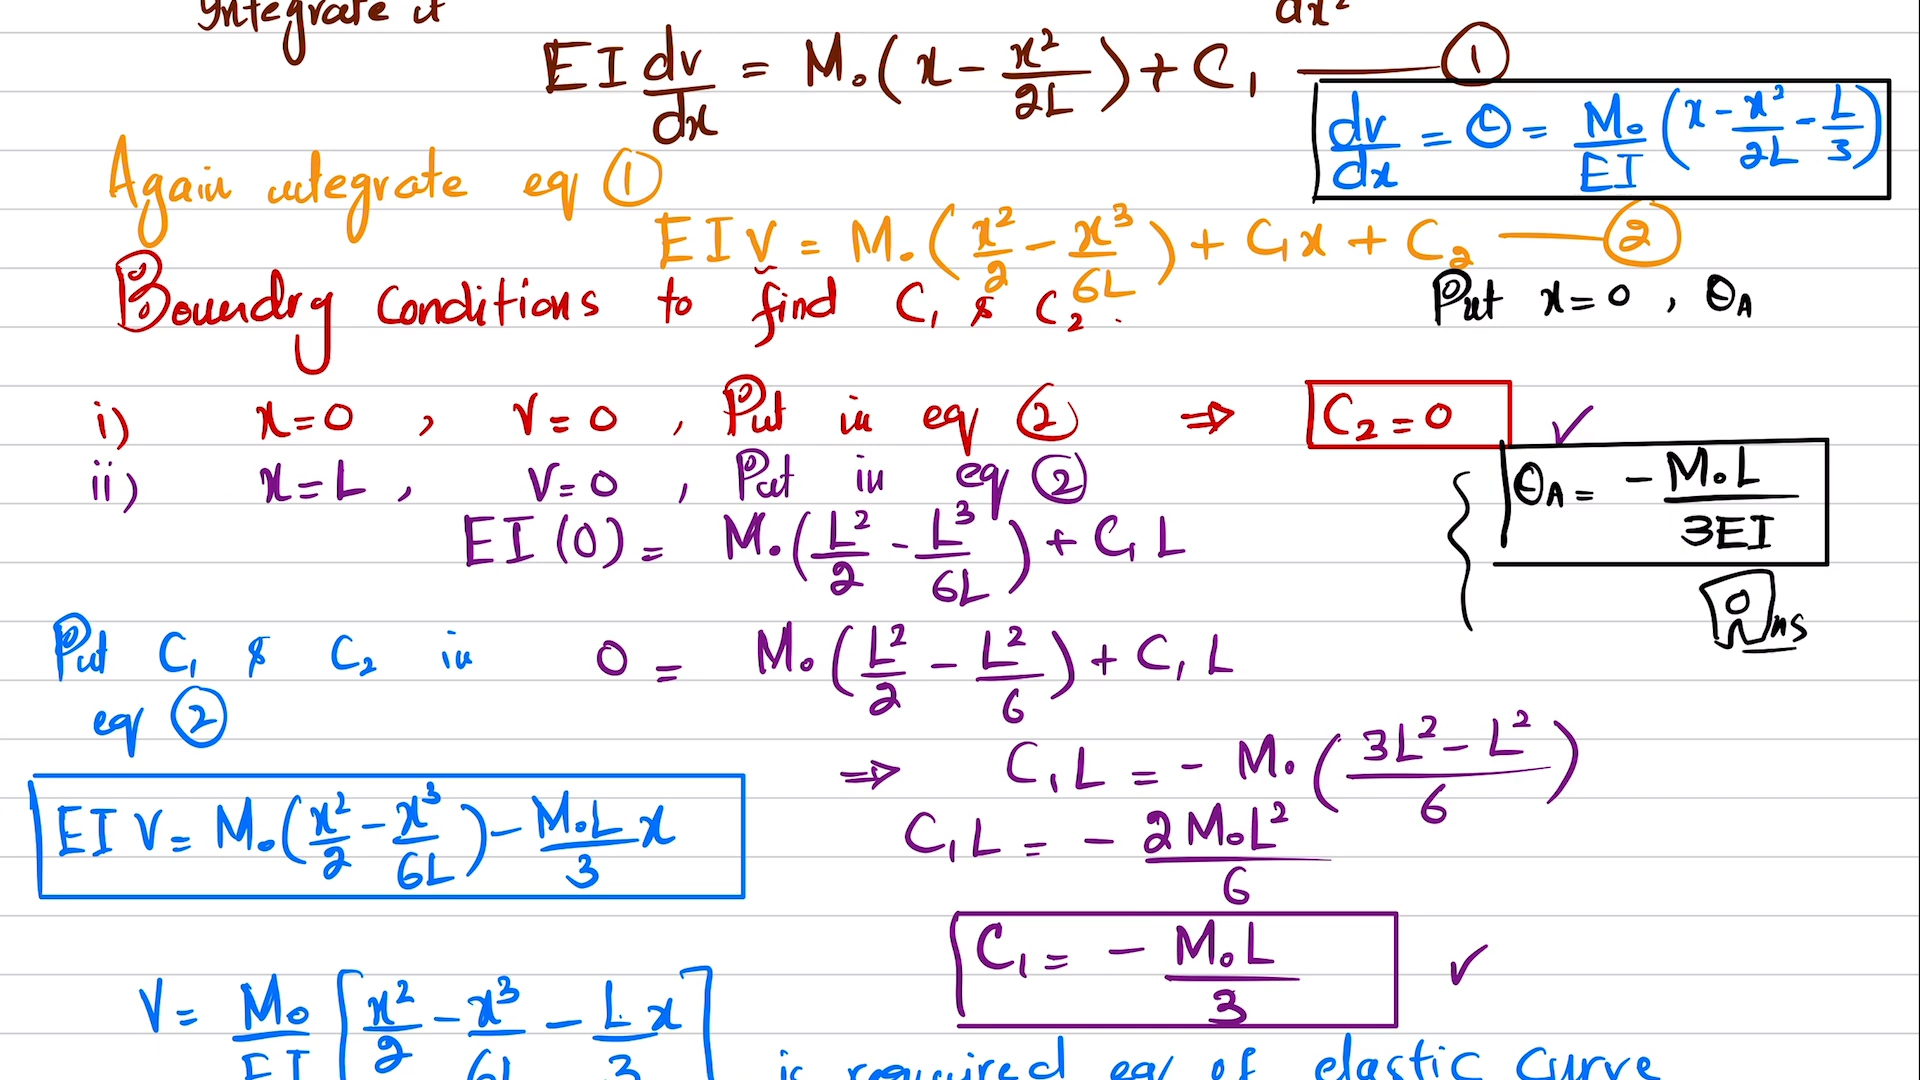 Integrate it
dx²
EI dv/dx = M₀(x - x²/2L) + C₁ — ①
dv/dx = θ = M₀/EI (x - x²/2L - L/3)
Again integrate eq ①
EIV = M₀(x²/2 - x³/6L) + C₁x + C₂ — ②
Boundry Conditions to find C₁ & C₂.
Put x=0 , θA
i) x=0 , V=0 , Put in eq ② ⇒ C₂=0 ✓
ii) x=L , V=0 , Put in eq ②
θA = - M₀L/3EI
Ans
EI(0) = M₀(L²/2 - L³/6L) + C₁L
0 = M₀(L²/2 - L²/6) + C₁L
Put C₁ & C₂ in
eq ②
⇒ C₁L = - M₀(3L² - L²/6)
EIV = M₀(x²/2 - x³/6L) - M₀L/3 x
C₁L = - 2M₀L²/6
C₁ = - M₀L/3 ✓
V = M₀/EI [x²/2 - x³/6L - Lx/3] is required eq of elastic curve